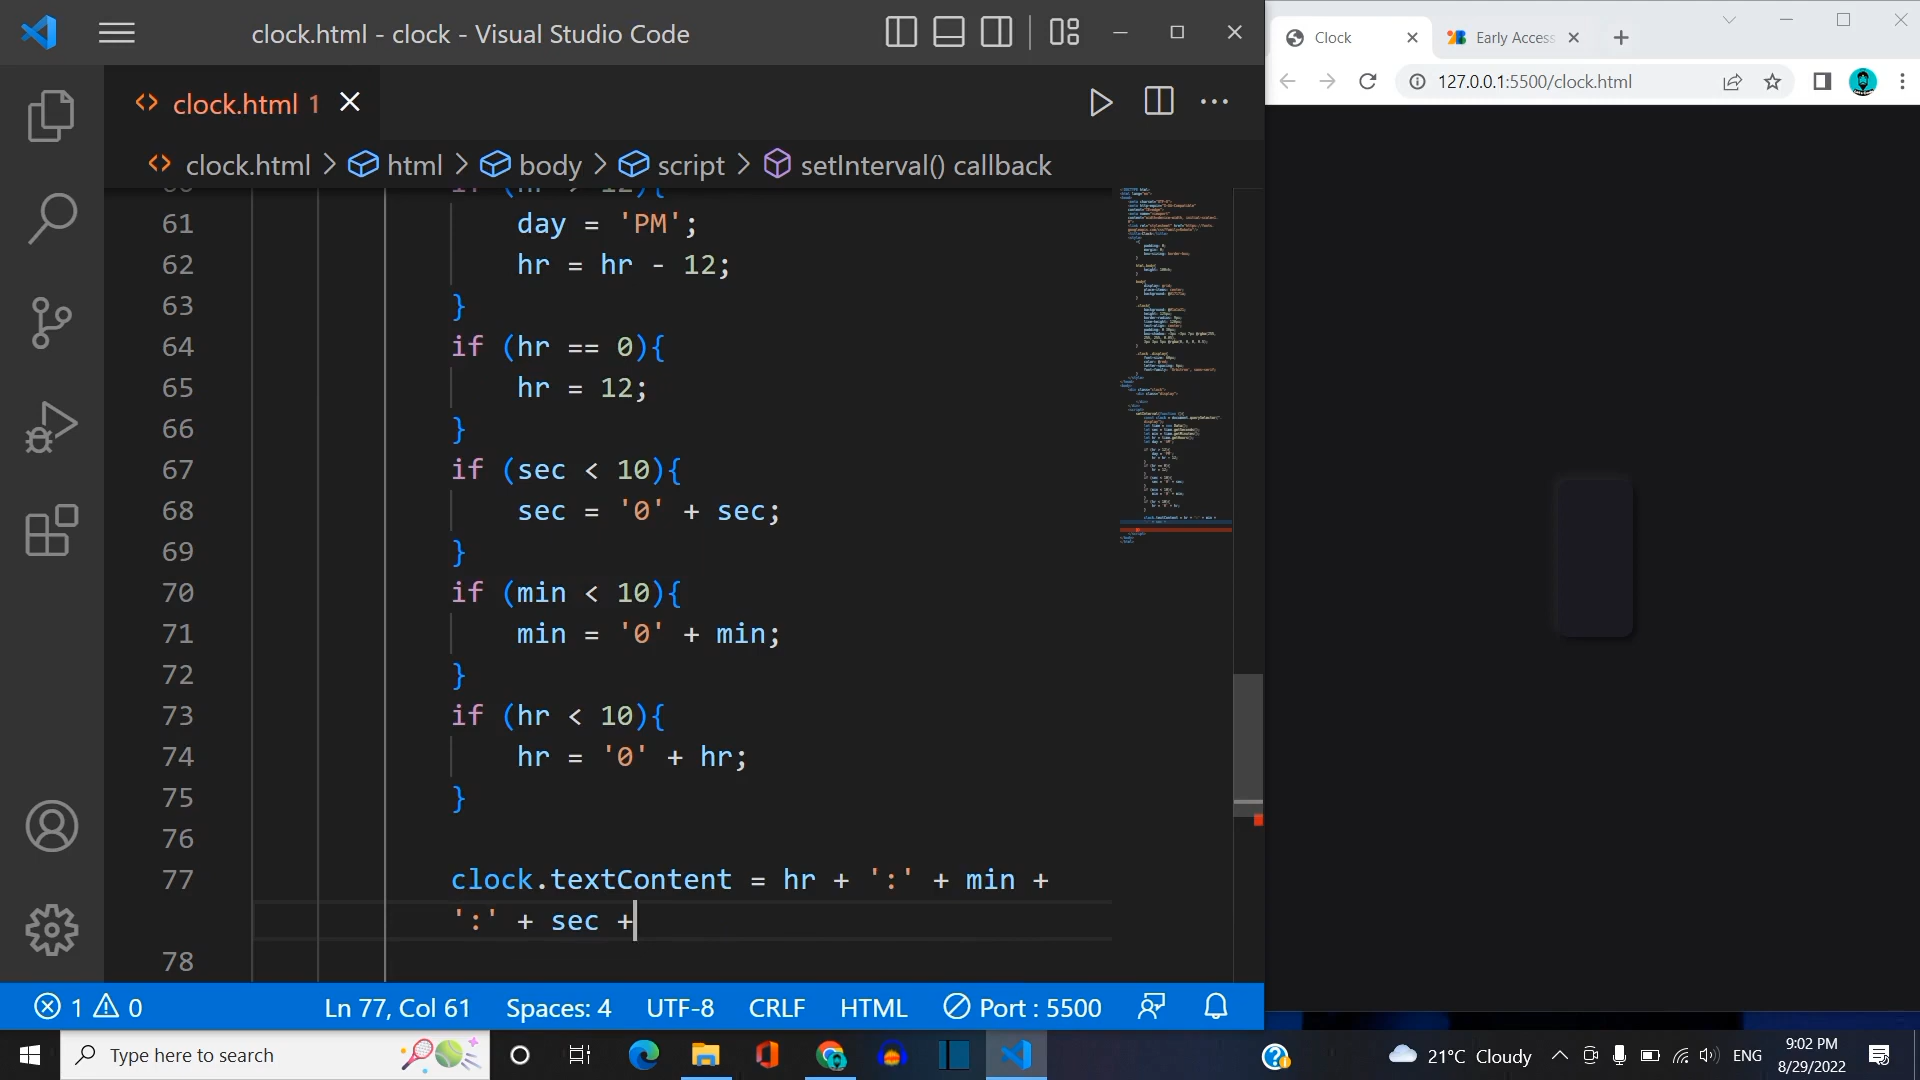 clock.html - clock - Visual Studio Code
clock.html 1
clock.html > html > body > script > setInterval() callback
61 day = 'PM';
62 hr = hr - 12;
63 }
64 if (hr == 0){
65 hr = 12;
66 }
67 if (sec < 10){
68 sec = '0' + sec;
69 }
70 if (min < 10){
71 min = '0' + min;
72 }
73 if (hr < 10){
74 hr = '0' + hr;
75 }
76
77 clock.textContent = hr + ':' + min +
':' + sec +
78
1 0 Ln 77, Col 61 Spaces: 4 UTF-8 CRLF HTML Port : 5500
Clock
Early Access
127.0.0.1:5500/clock.html
Type here to search
21°C Cloudy
ENG
9:02 PM
8/29/2022